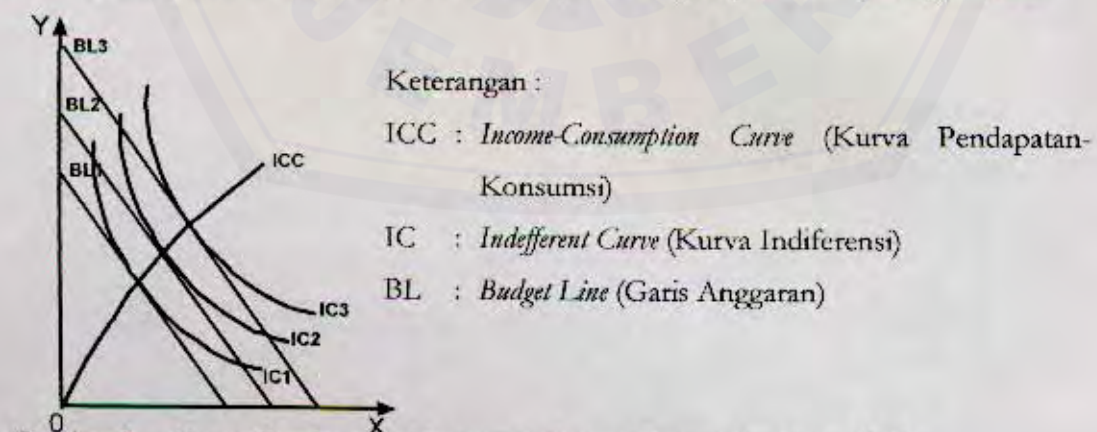 Y
BL3
BL2
BL1
ICC
IC3
IC2
IC1
0
X
Keterangan :
ICC : Income-Consumption Curve (Kurva Pendapatan-
Konsumsi)
IC : Indefferent Curve (Kurva Indiferensi)
BL : Budget Line (Garis Anggaran)